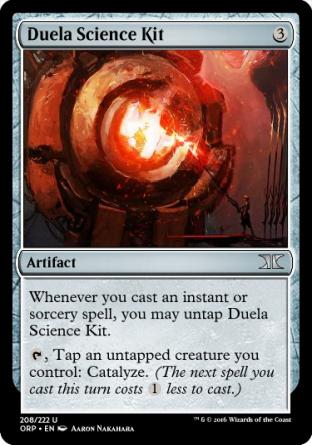 Duela Science Kit 3
Artifact
Whenever you cast an instant or
sorcery spell, you may untap Duela
Science Kit.
, Tap an untapped creature you
control: Catalyze. (The next spell you
cast this turn costs 1 less to cast.)
208/222 U
ORP • EN AARON NAKAHARA
™ & © 2016 Wizards of the Coast